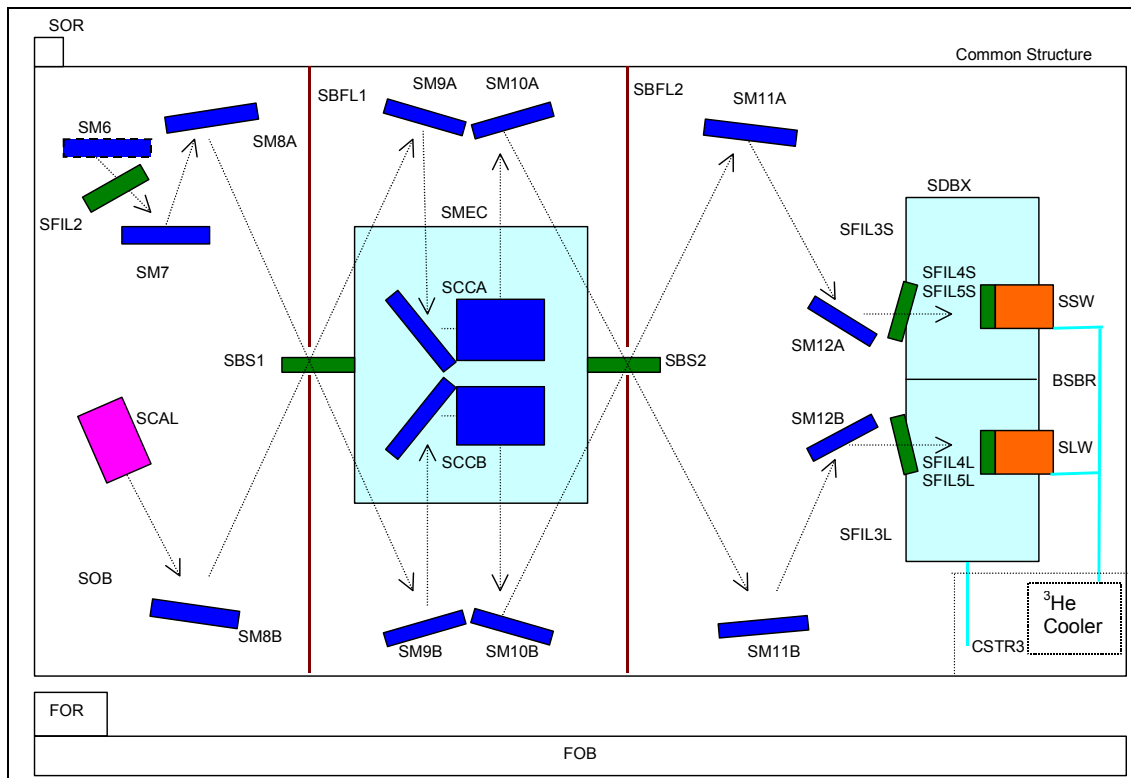 SOR
Common Structure
SM9A
SM10A
SBFL1
SBFL2
SM11A
SM6
SM8A
SDBX
SFIL2
SMEC
SFIL3S
SM7
SCCA
SFIL4S
SFIL5S
SSW
SM12A
SBS1
SBS2
BSBR
SCAL
SM12B
SLW
SCCB
SFIL4L
SFIL5L
SFIL3L
SOB
3He
Cooler
SM8B
SM9B
SM10B
SM11B
CSTR3
FOR
FOB